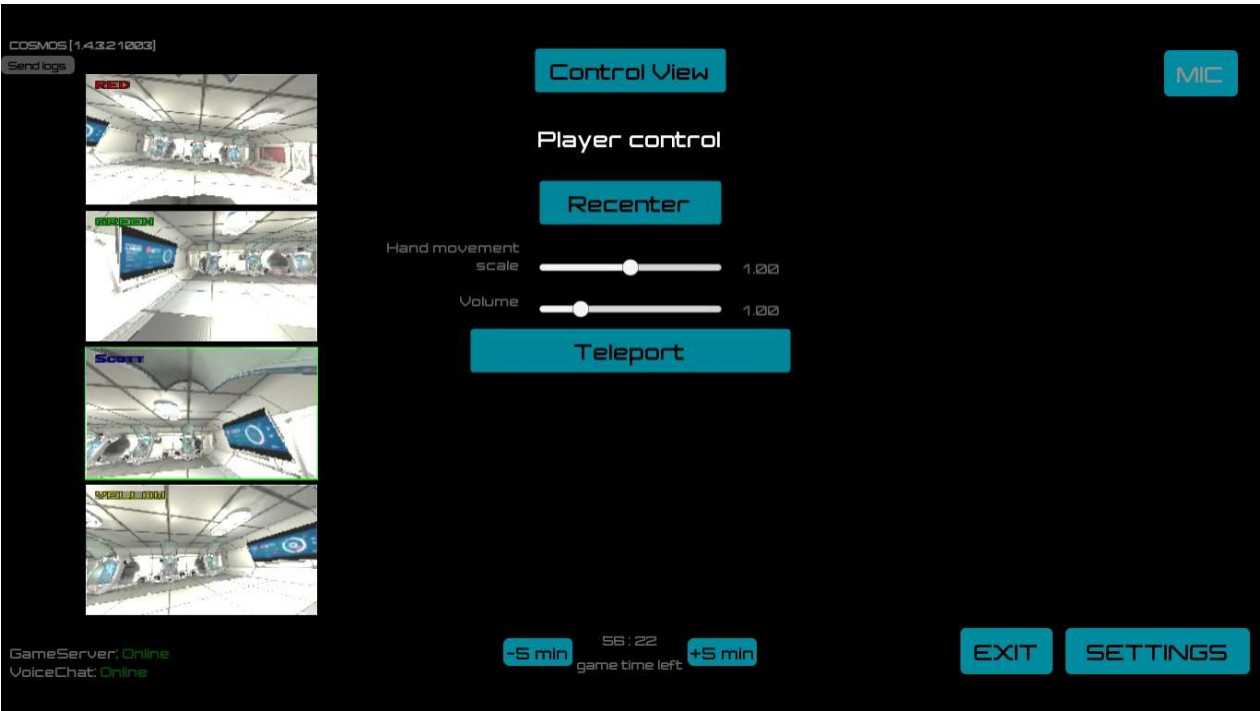 COSMOS [1.4.3.21003]
Send logs
Control View
MIC
RED
Player control
Recenter
GREEN
Hand movement
scale
1.00
Volume
1.00
Teleport
Scott
YELLOW
GameServer: Online
VoiceChat: Online
-5 min
56:22
game time left
+5 min
EXIT
SETTINGS